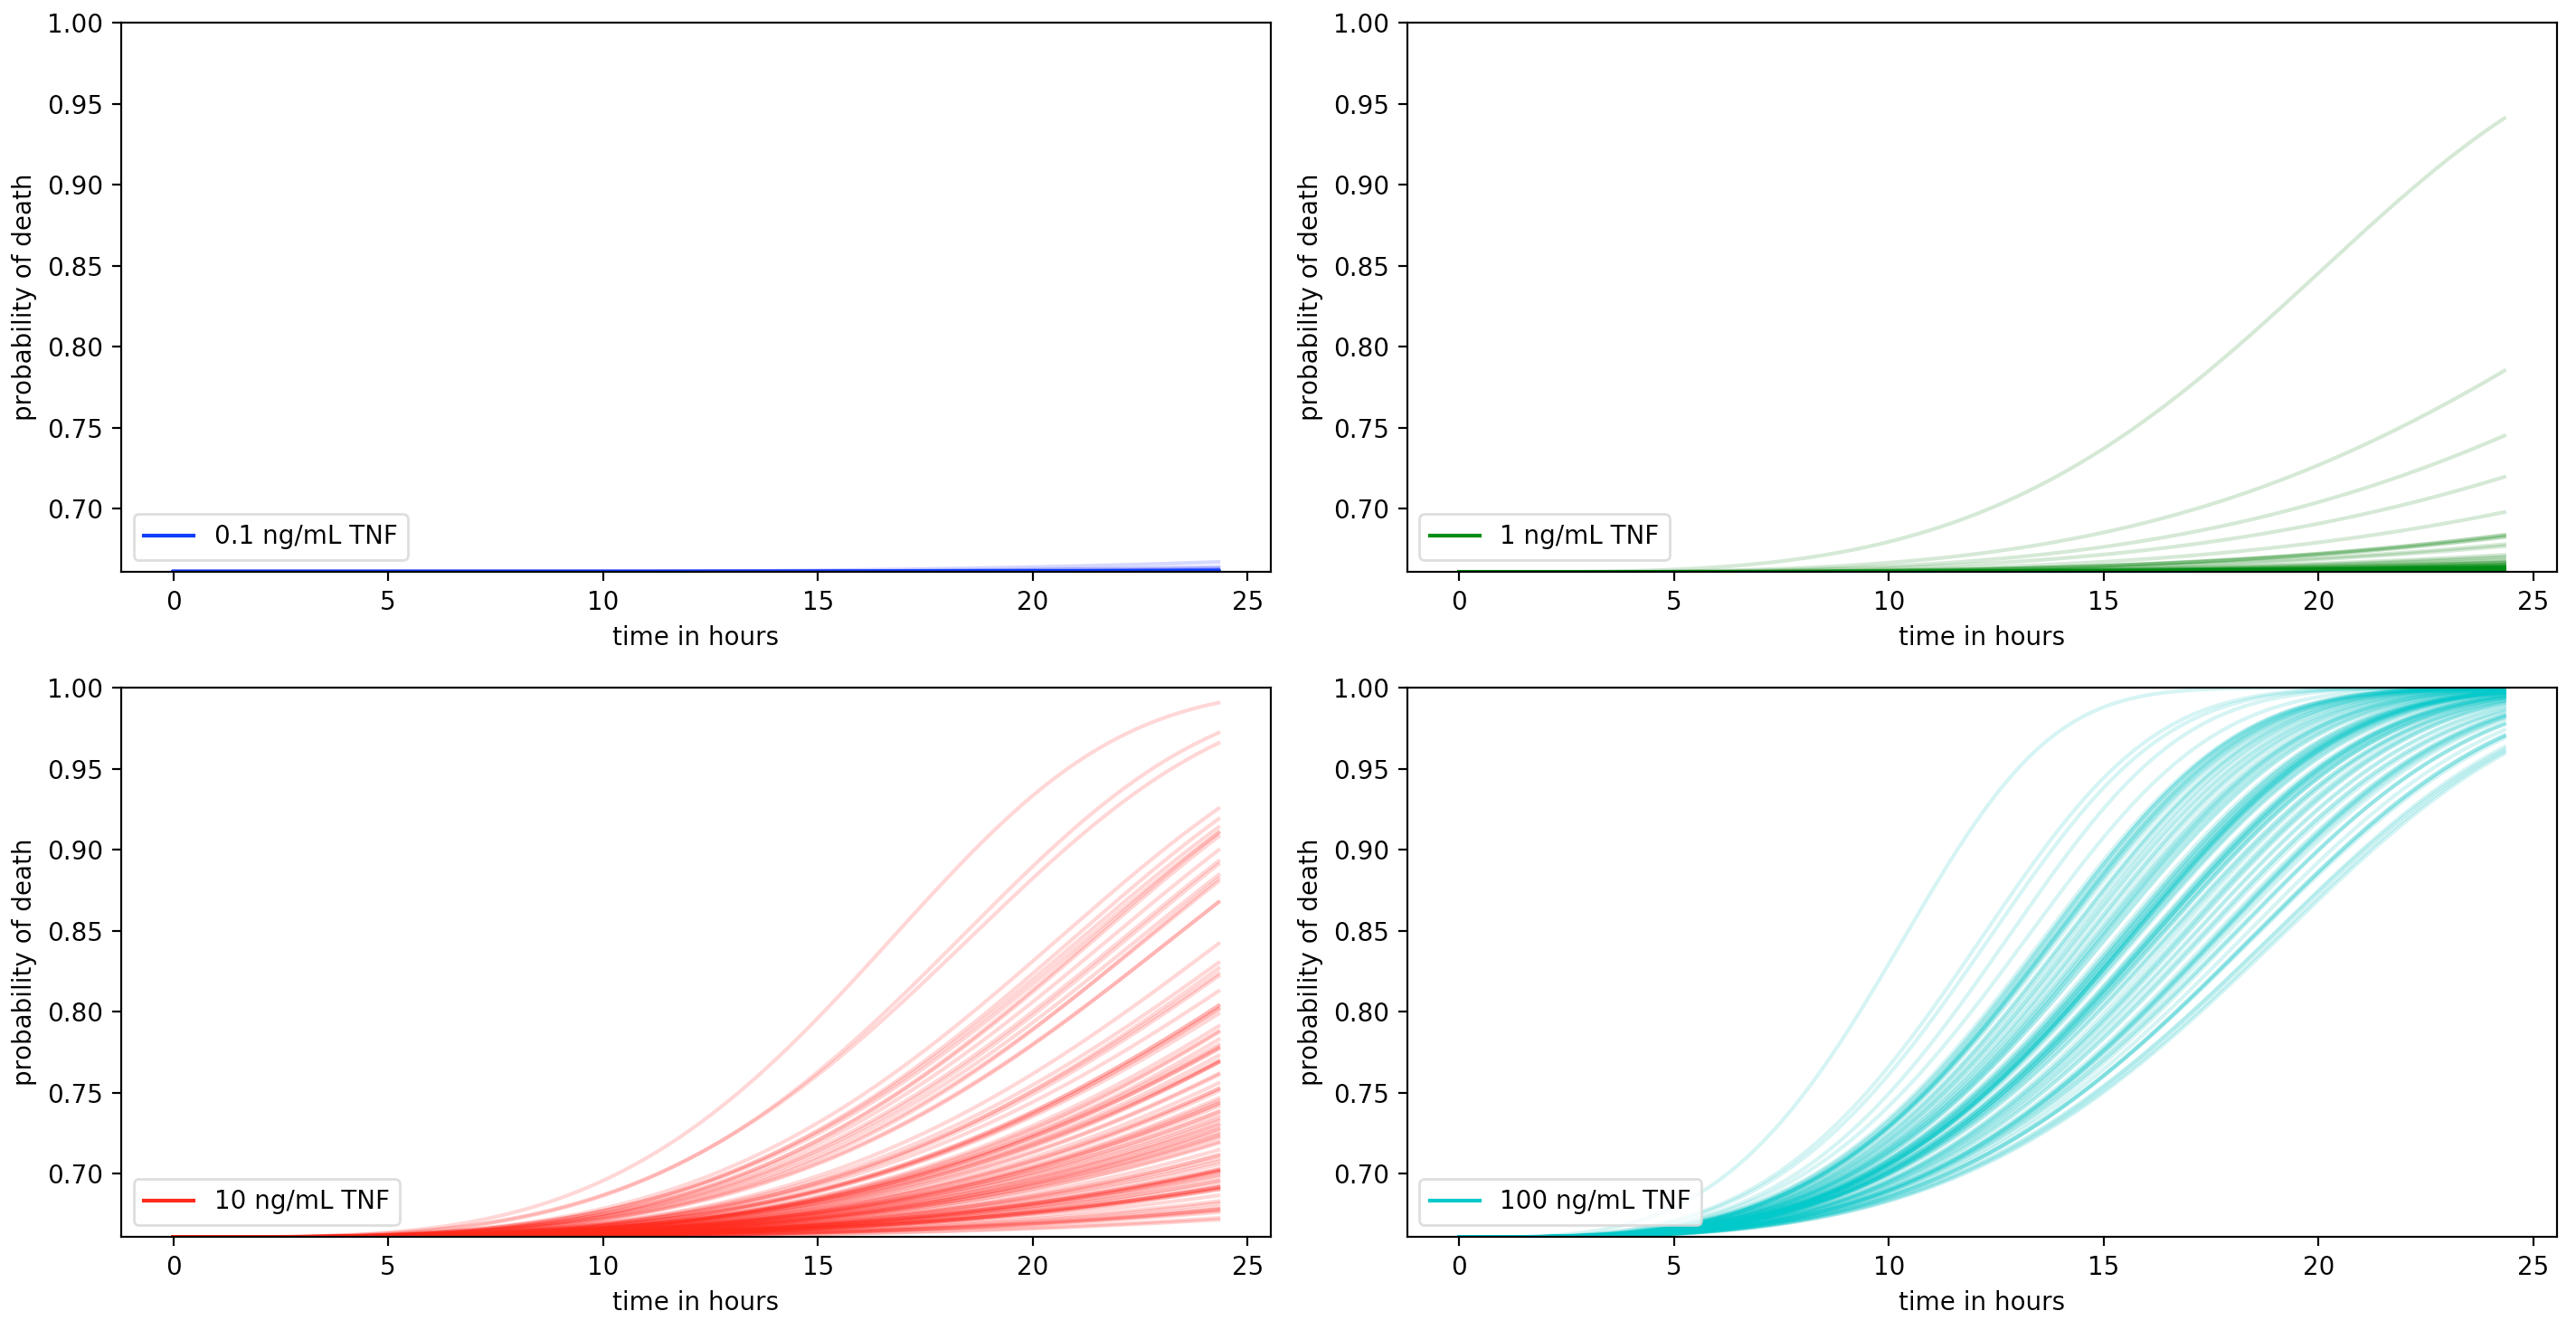 1.00
0.95
0.90
0.85
0.80
0.75
0.70
probability of death
0.1 ng/mL TNF
0 5 10 15 20 25
time in hours
1.00
0.95
0.90
0.85
0.80
0.75
0.70
probability of death
1 ng/mL TNF
0 5 10 15 20 25
time in hours
1.00
0.95
0.90
0.85
0.80
0.75
0.70
probability of death
10 ng/mL TNF
0 5 10 15 20 25
time in hours
1.00
0.95
0.90
0.85
0.80
0.75
0.70
probability of death
100 ng/mL TNF
0 5 10 15 20 25
time in hours